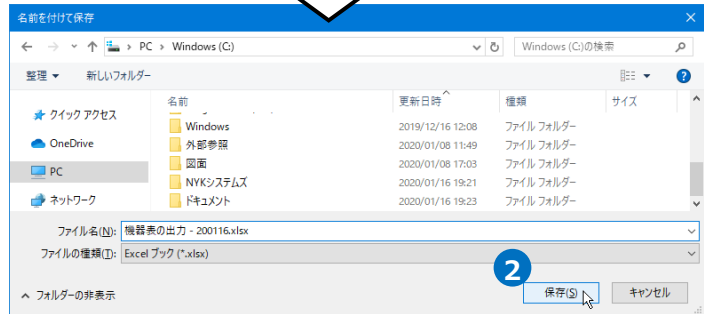 名前を付けて保存
PC › Windows (C:)
Windows (C:)の検索
整理 新しいフォルダー
名前 更新日時 種類 サイズ
クイック アクセス
OneDrive
PC
ネットワーク
Windows 2019/12/16 12:08 ファイル フォルダー
外部参照 2020/01/08 11:49 ファイル フォルダー
図面 2020/01/08 17:03 ファイル フォルダー
NYKシステムズ 2020/01/16 19:21 ファイル フォルダー
ドキュメント 2020/01/16 19:23 ファイル フォルダー
ファイル名(N): 機器表の出力 - 200116.xlsx
ファイルの種類(T): Excel ブック (*.xlsx)
2
フォルダーの非表示
保存(S) キャンセル